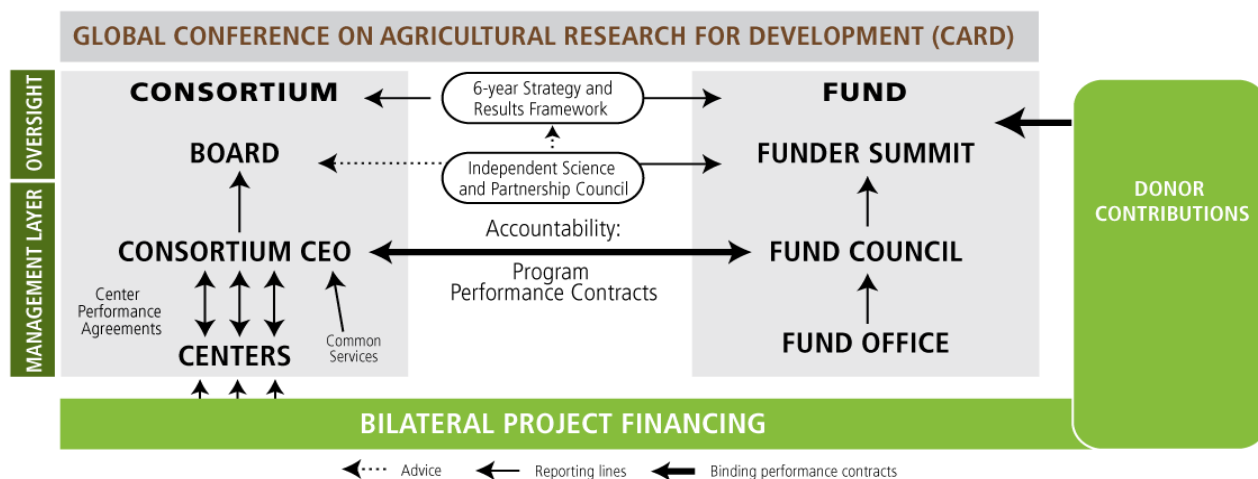 GLOBAL CONFERENCE ON AGRICULTURAL RESEARCH FOR DEVELOPMENT (CARD)
OVERSIGHT
MANAGEMENT LAYER
CONSORTIUM
6-year Strategy and
Results Framework
FUND
BOARD
Independent Science
and Partnership Council
FUNDER SUMMIT
DONOR
CONTRIBUTIONS
Accountability:
CONSORTIUM CEO
FUND COUNCIL
Program
Performance Contracts
Center
Performance
Agreements
Common
Services
CENTERS
FUND OFFICE
BILATERAL PROJECT FINANCING
Advice
Reporting lines
Binding performance contracts